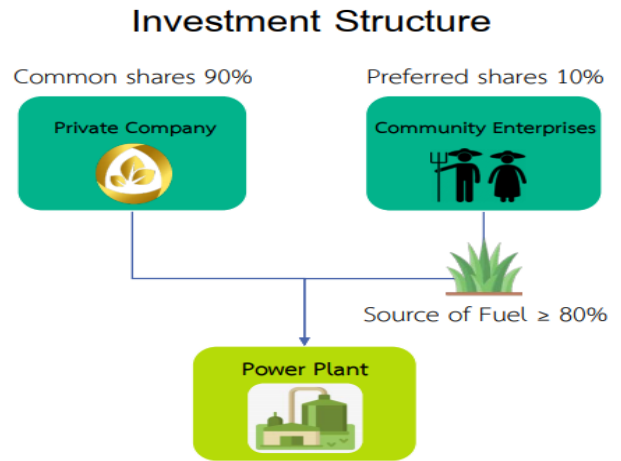 Investment Structure
Common shares 90%
Preferred shares 10%
Private Company
Community Enterprises
Source of Fuel ≥ 80%
Power Plant